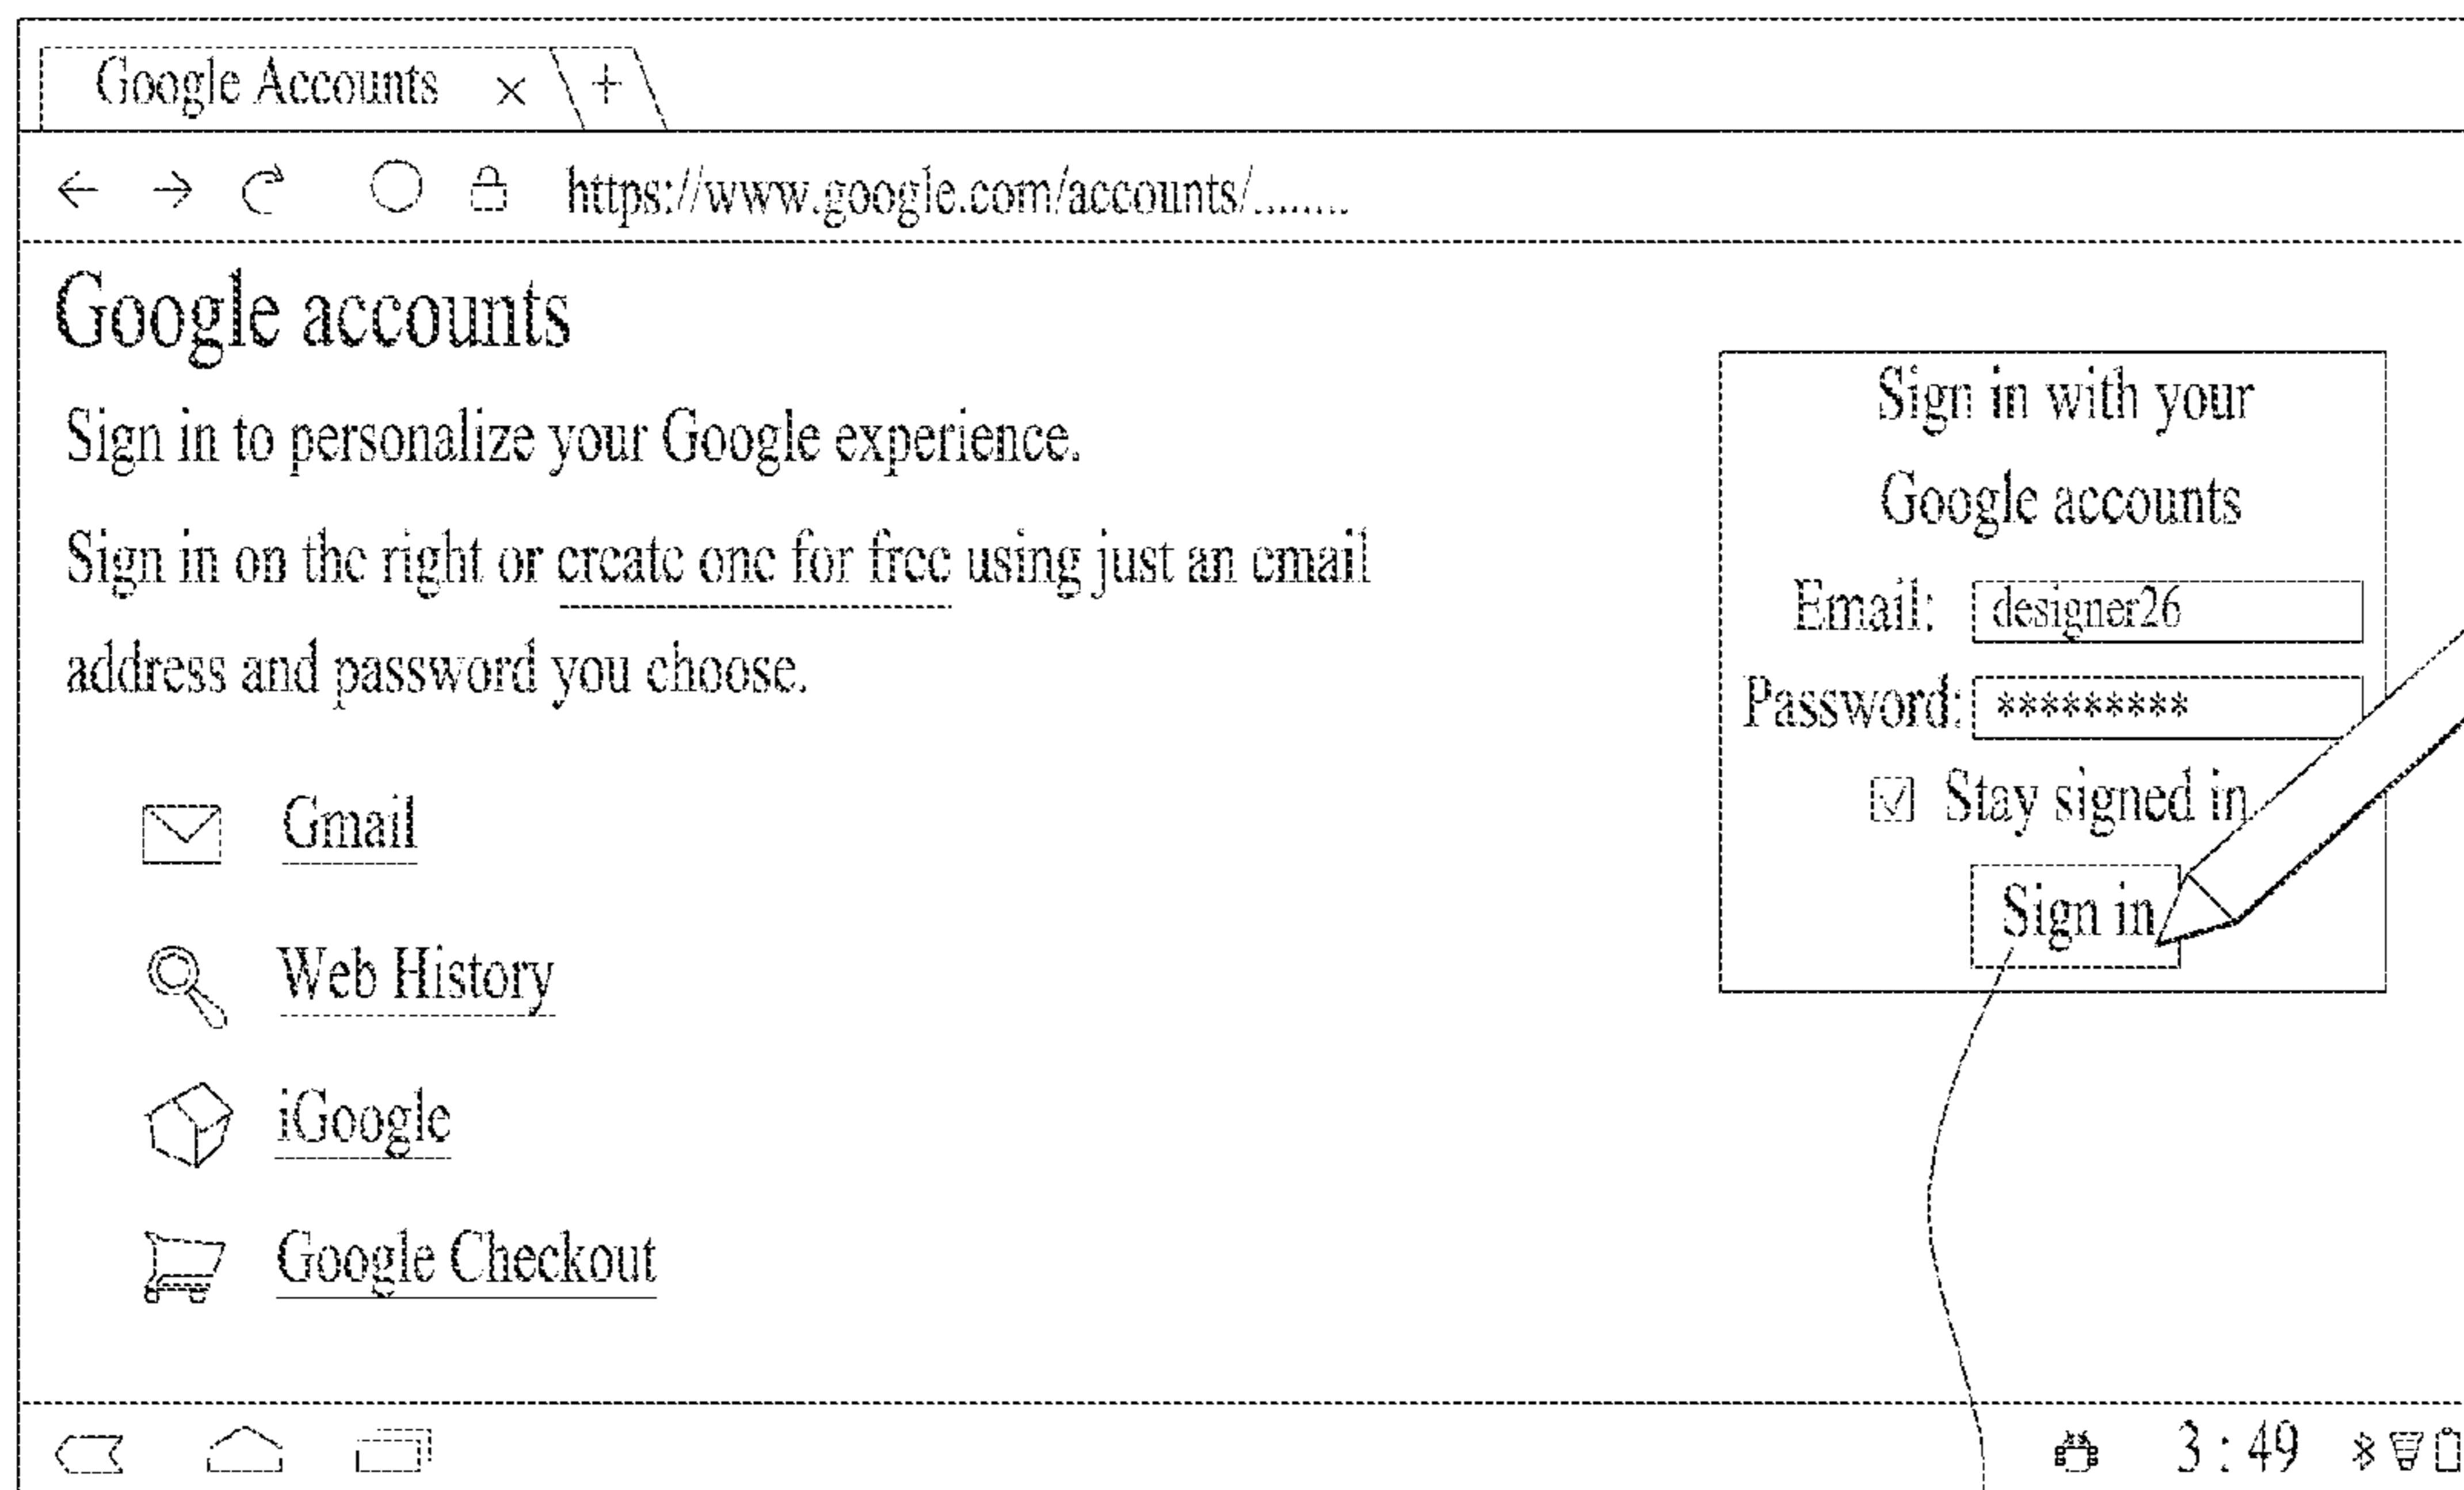 Google Accounts × +
https://www.google.com/accounts/........
Google accounts
Sign in to personalize your Google experience.
Sign in on the right or create one for free using just an email
address and password you choose.
Gmail
Web History
iGoogle
Google Checkout
Sign in with your
Google accounts
Email: designer26
Password: *********
Stay signed in
Sign in
3 : 49